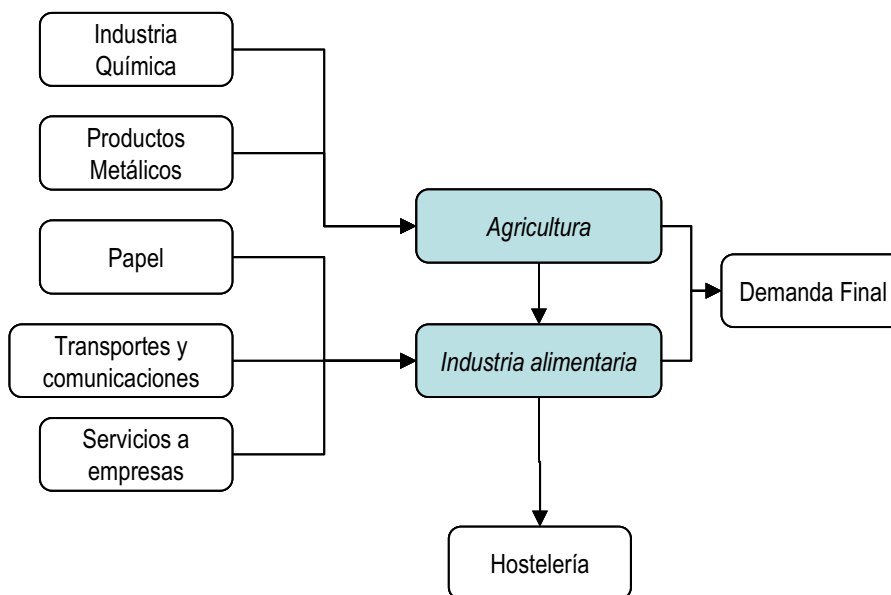 Industria
Química
Productos
Metálicos
Papel
Transportes y
comunicaciones
Servicios a
empresas
Agricultura
Industria alimentaria
Demanda Final
Hostelería